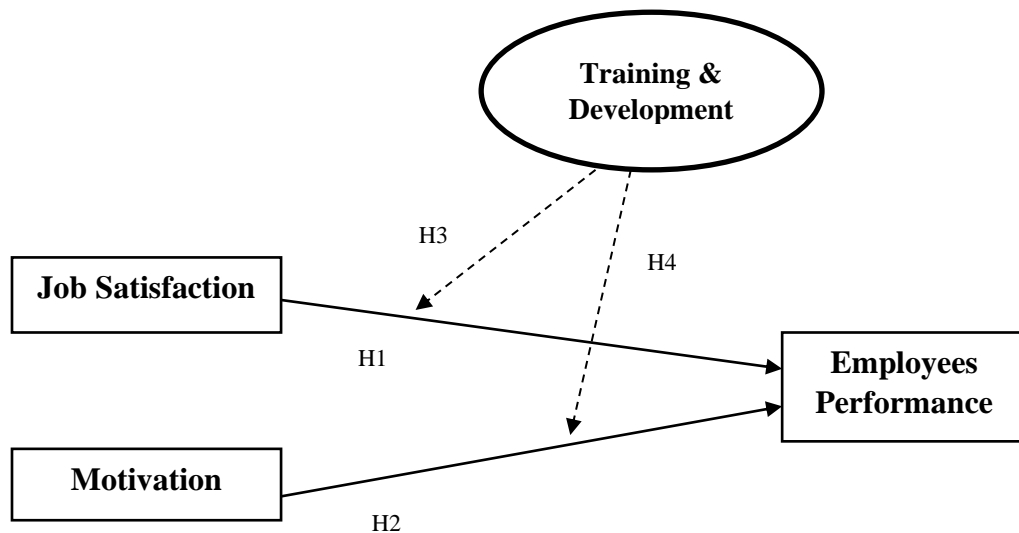 Training &
Development
H3
H4
Job Satisfaction
H1
Employees
Performance
Motivation
H2